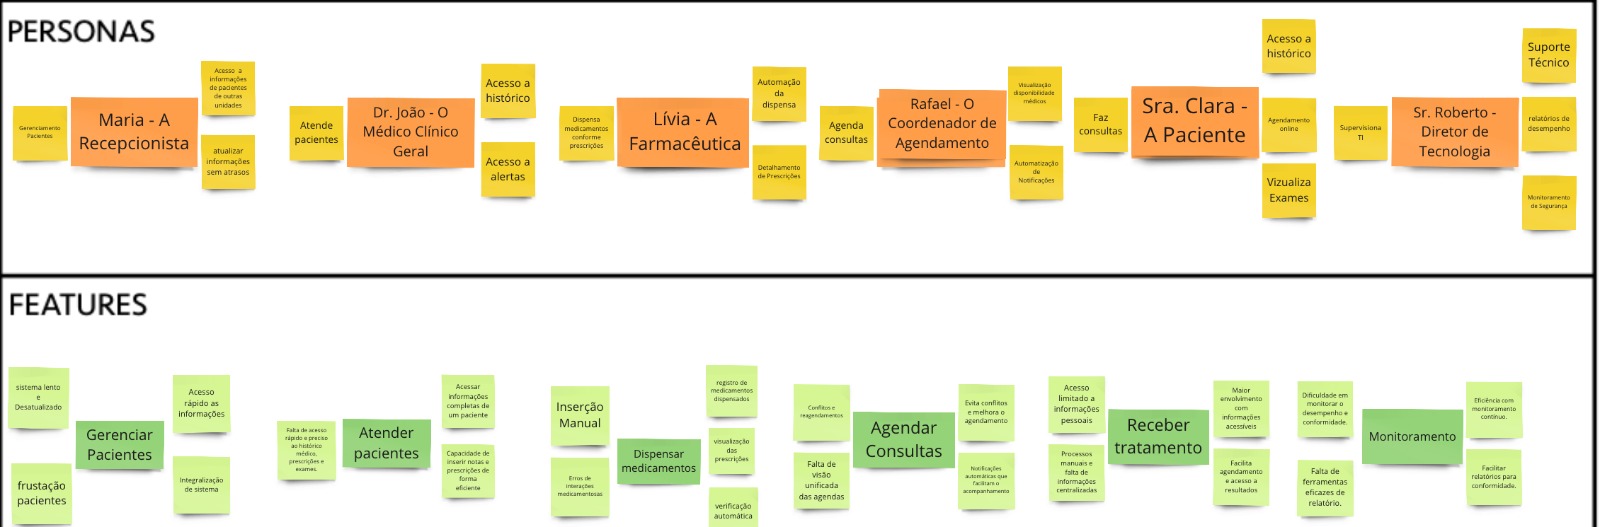 PERSONAS
Gerenciamento
Pacientes
Maria - A
Recepcionista
Acesso a
informações
de pacientes
de outras
unidades
atualizar
informações
sem atrasos
Atende
pacientes
Dr. João - O
Médico Clínico
Geral
Acesso a
histórico
Acesso a
alertas
Dispensa
medicamentos
conforme
prescrições
Lívia - A
Farmacêutica
Automação
da
dispensa
Detalhamento
de Prescrições
Agenda
consultas
Rafael - O
Coordenador de
Agendamento
Visualização
disponibilidade
médicos
Automatização
de
Notificações
Faz
consultas
Sra. Clara -
A Paciente
Acesso a
histórico
Agendamento
online
Vizualiza
Exames
Supervisiona
TI
Sr. Roberto -
Diretor de
Tecnologia
Suporte
Técnico
relatórios de
desempenho
Monitoramento
de Segurança
FEATURES
sistema lento
e
Desatualizado
frustação
pacientes
Gerenciar
Pacientes
Acesso
rápido as
informações
Integralização
de sistema
Falta de acesso
rápido e preciso
ao histórico
médico,
prescrições e
exames.
Atender
pacientes
Acessar
informações
completas de
um paciente
Capacidade de
inserir notas e
prescrições de
forma
eficiente
Inserção
Manual
Erros de
interações
medicamentosas
Dispensar
medicamentos
registro de
medicamentos
dispensados
visualização
das
prescrições
verificação
automática
Conflitos e
reagendamentos
Falta de
visão
unificada
das agendas
Agendar
Consultas
Evita conflitos
e melhora o
agendamento
Notificações
automáticas que
facilitam o
acompanhamento
Acesso
limitado a
informações
pessoais
Processos
manuais e
falta de
informações
centralizadas
Receber
tratamento
Maior
envolvimento
com
informações
acessíveis
Facilita
agendamento
e acesso a
resultados
Dificuldade em
monitorar o
desempenho e
conformidade.
Falta de
ferramentas
eficazes de
relatório.
Monitoramento
Eficiência com
monitoramento
contínuo.
Facilitar
relatórios para
conformidade.